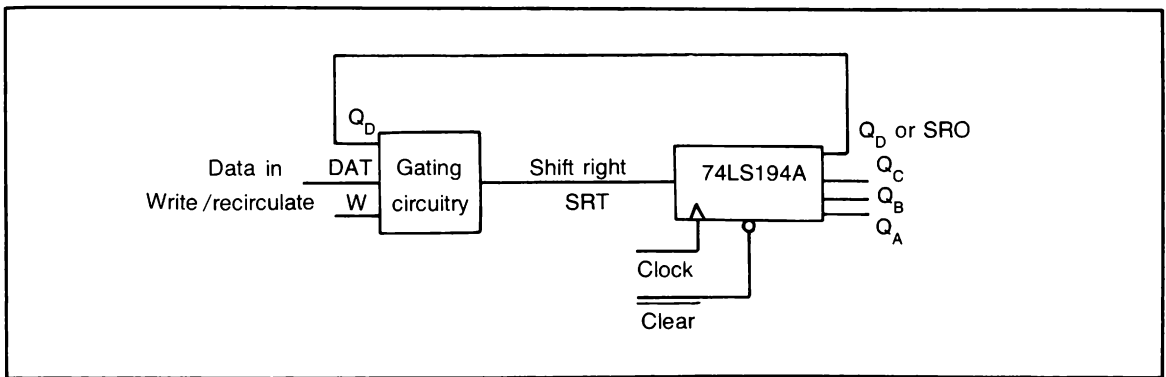 Q_D
Q_D or SRO
Data in DAT Gating Shift right 74LS194A Q_C
Write/recirculate W circuitry SRT Q_B
Q_A
Clock
Clear